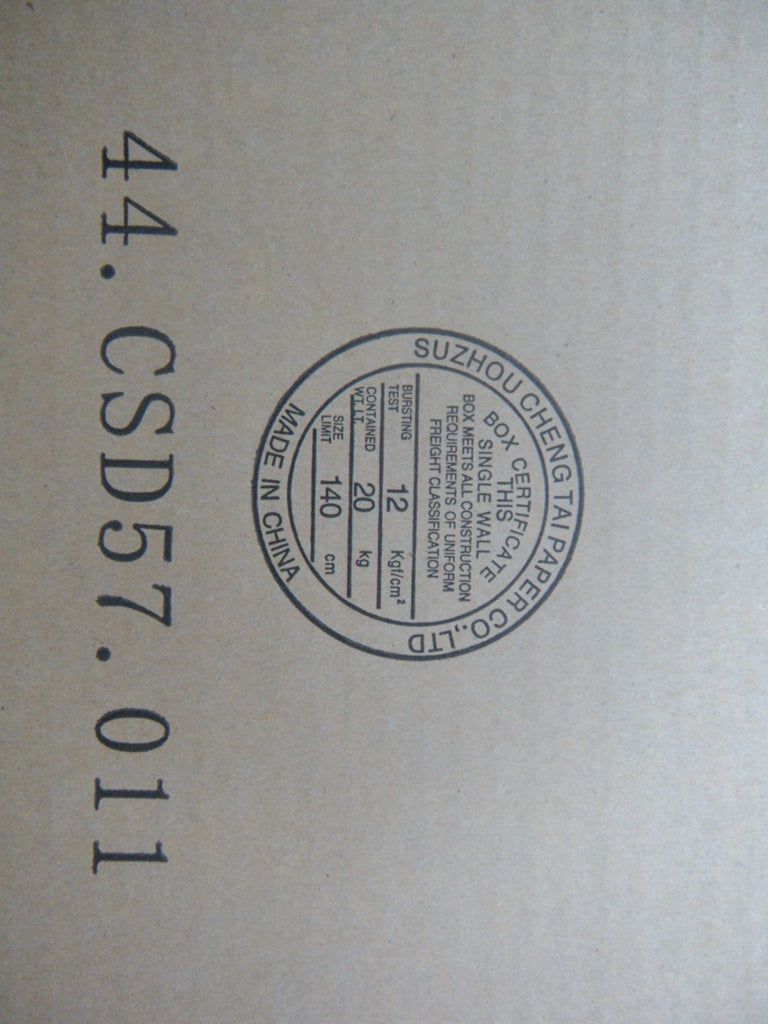 SUZHOU CHENG TAI PAPER CO.,LTD
BOX CERTIFICATE
THIS
SINGLE WALL
BOX MEETS ALL CONSTRUCTION
REQUIREMENTS OF UNIFORM
FREIGHT CLASSIFICATION
BURSTING TEST 12 Kgf/cm²
CONTAINED WT. LT. 20 kg
SIZE LIMIT 140 cm
MADE IN CHINA
44.CSD57.011